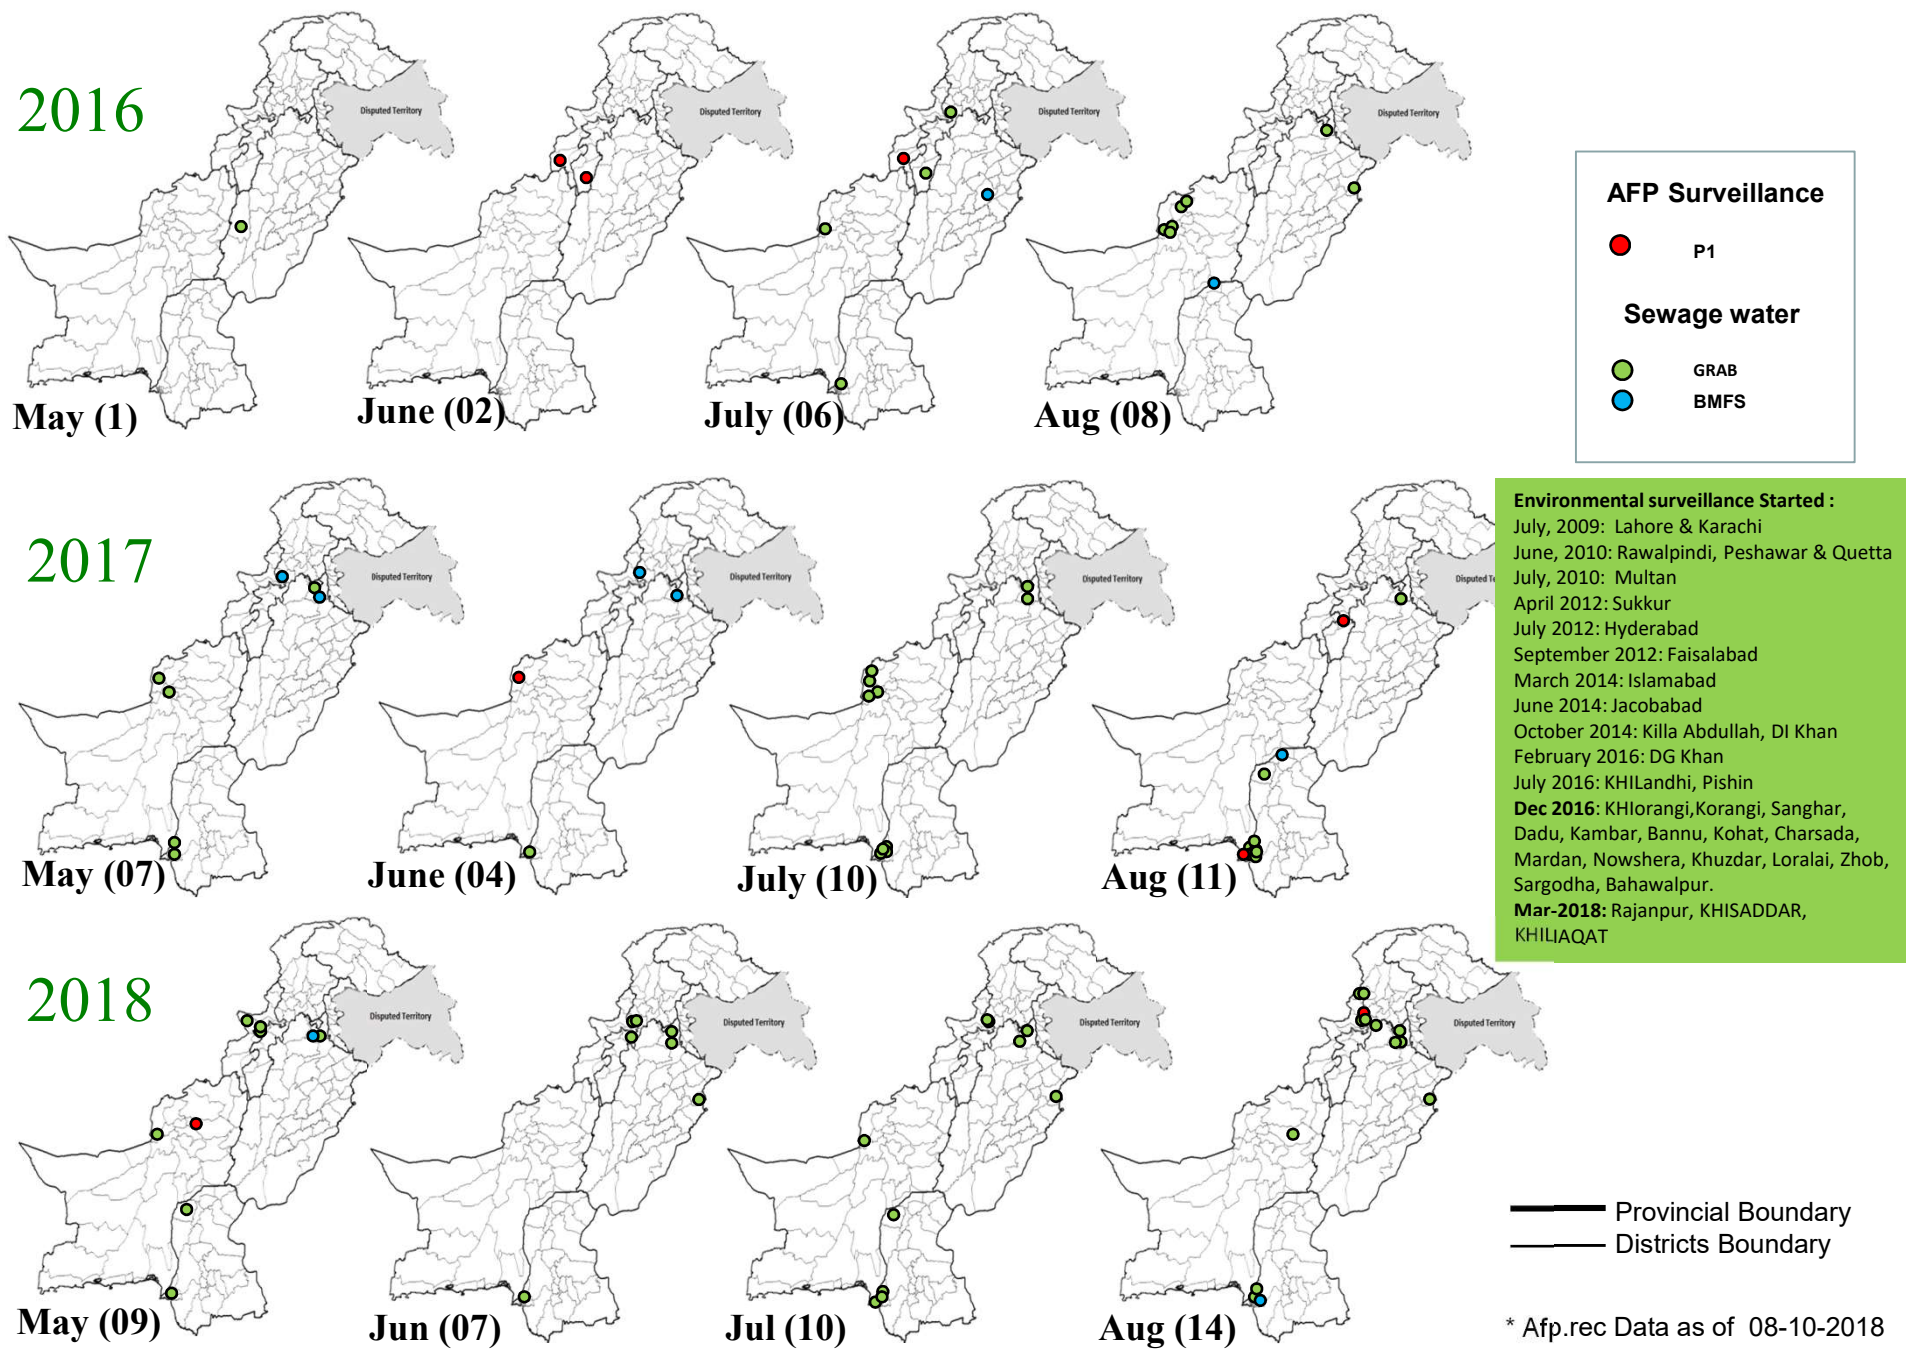 2016
Disputed Territory
Disputed Territory
Disputed Territory
Disputed Territory
May (1)
June (02)
July (06)
Aug (08)
AFP Surveillance
P1
Sewage water
GRAB
BMFS
2017
Disputed Territory
Disputed Territory
Disputed Territory
Disputed Te
May (07)
June (04)
July (10)
Aug (11)
Environmental surveillance Started :
July, 2009: Lahore & Karachi
June, 2010: Rawalpindi, Peshawar & Quetta
July, 2010: Multan
April 2012: Sukkur
July 2012: Hyderabad
September 2012: Faisalabad
March 2014: Islamabad
June 2014: Jacobabad
October 2014: Killa Abdullah, DI Khan
February 2016: DG Khan
July 2016: KHILandhi, Pishin
Dec 2016: KHIorangi,Korangi, Sanghar,
Dadu, Kambar, Bannu, Kohat, Charsada,
Mardan, Nowshera, Khuzdar, Loralai, Zhob,
Sargodha, Bahawalpur.
Mar-2018: Rajanpur, KHISADDAR,
KHILIAQAT
2018
Disputed Territory
Disputed Territory
Disputed Territory
Disputed Territory
May (09)
Jun (07)
Jul (10)
Aug (14)
Provincial Boundary
Districts Boundary
* Afp.rec Data as of 08-10-2018